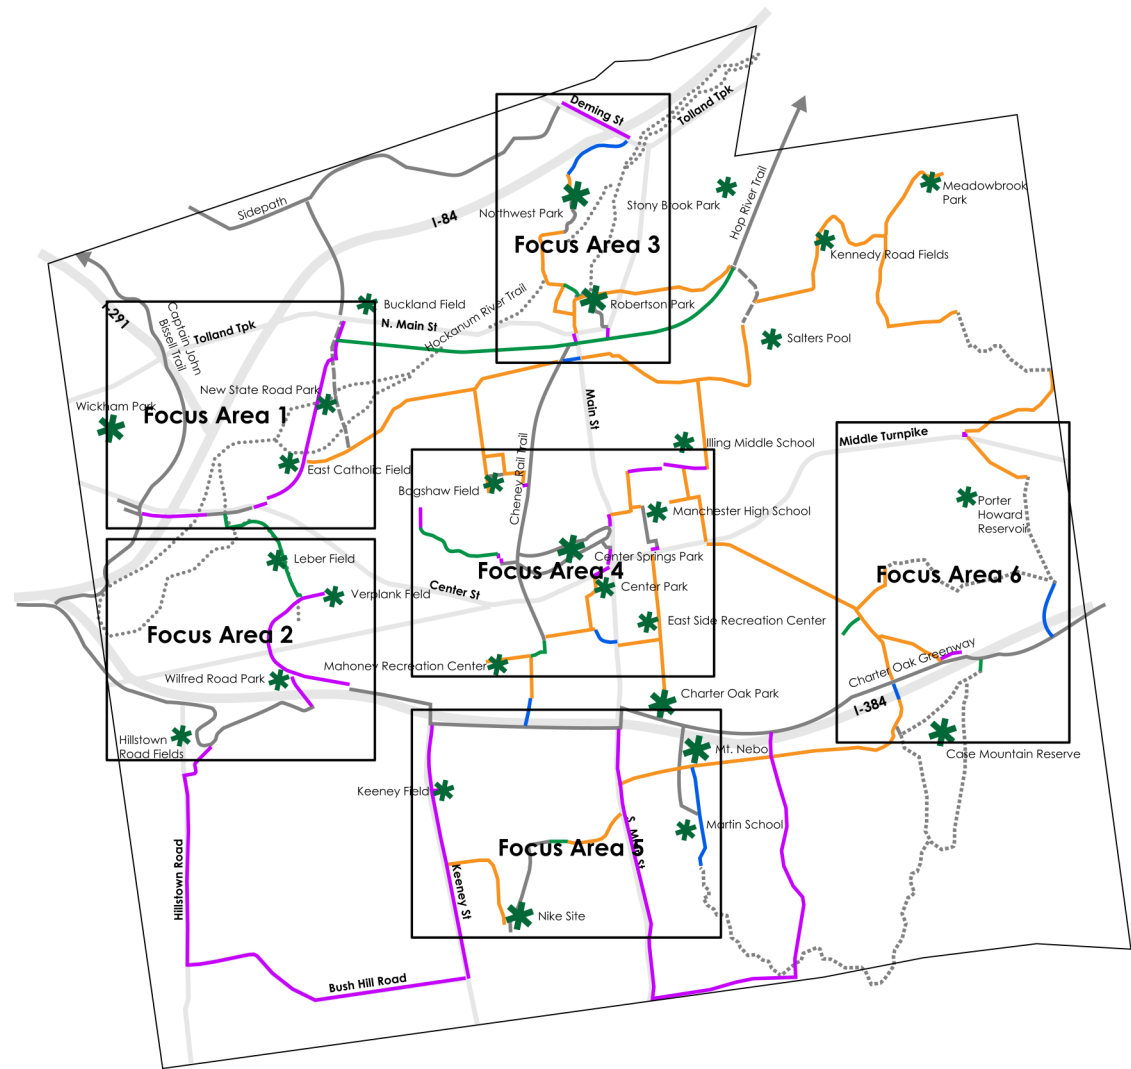 Deming St
Tolland Tpk
Sidepath
I-84
Northwest Park
Stony Brook Park
Hop River Trail
Meadowbrook
Park
Focus Area 3
Kennedy Road Fields
I-291
Captain John
Bissell Trail
Tolland Tpk
Buckland Field
N. Main St
Hockanum River Trail
Robertson Park
Salters Pool
New State Road Park
Wickham Park
Focus Area 1
Main St
East Catholic Field
Cheney Rail Trail
Illing Middle School
Middle Turnpike
Bagshaw Field
Manchester High School
Porter
Howard
Reservoir
Leber Field
Center Springs Park
Focus Area 4
Focus Area 6
Center St
Center Park
Verplank Field
East Side Recreation Center
Focus Area 2
Mahoney Recreation Center
Charter Oak Greenway
Wilfred Road Park
Charter Oak Park
I-384
Hillstown
Road Fields
Mt. Nebo
Case Mountain Reserve
Keeney Field
Martin School
S. Main St
Focus Area 5
Hillstown Road
Keeney St
Nike Site
Bush Hill Road